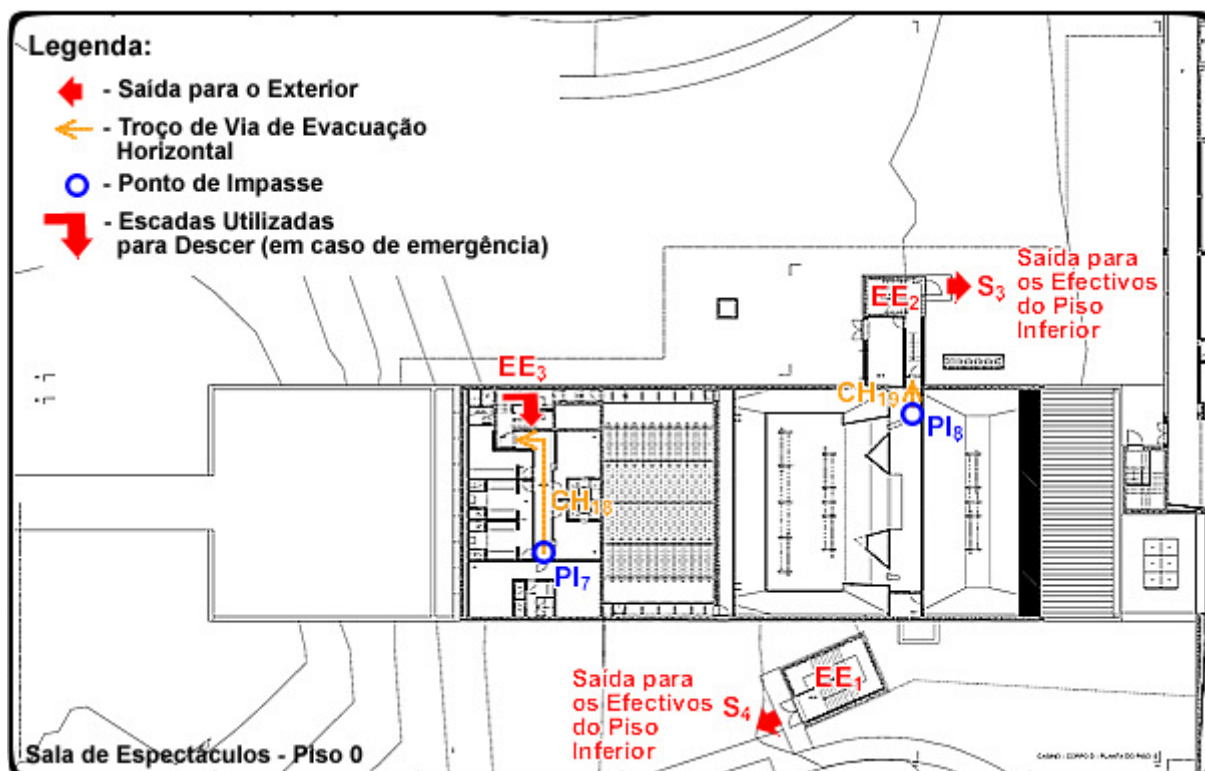 Legenda:
- Saída para o Exterior
- Troço de Via de Evacuação
Horizontal
- Ponto de Impasse
- Escadas Utilizadas
para Descer (em caso de emergência)
EE2
S3
Saída para
os Efectivos
do Piso
Inferior
EE3
CH19
PI8
CH18
PI7
EE1
Saída para
os Efectivos
do Piso
Inferior
S4
Sala de Espectáculos - Piso 0